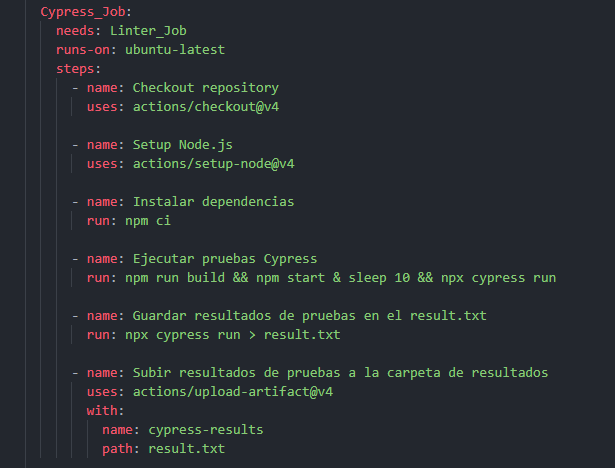 Cypress_Job:
needs: Linter_Job
runs-on: ubuntu-latest
steps:
- name: Checkout repository
uses: actions/checkout@v4
- name: Setup Node.js
uses: actions/setup-node@v4
- name: Instalar dependencias
run: npm ci
- name: Ejecutar pruebas Cypress
run: npm run build && npm start & sleep 10 && npx cypress run
- name: Guardar resultados de pruebas en el result.txt
run: npx cypress run > result.txt
- name: Subir resultados de pruebas a la carpeta de resultados
uses: actions/upload-artifact@v4
with:
name: cypress-results
path: result.txt